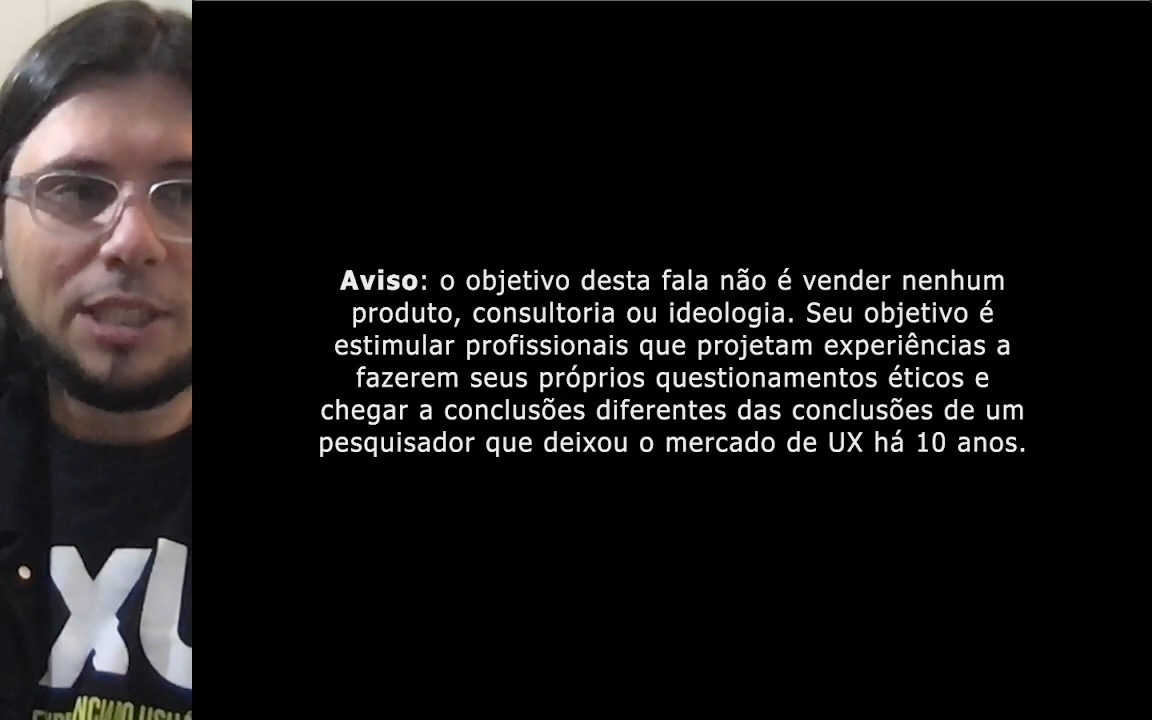 Aviso: o objetivo desta fala não é vender nenhum
produto, consultoria ou ideologia. Seu objetivo é
estimular profissionais que projetam experiências a
fazerem seus próprios questionamentos éticos e
chegar a conclusões diferentes das conclusões de um
pesquisador que deixou o mercado de UX há 10 anos.
XU